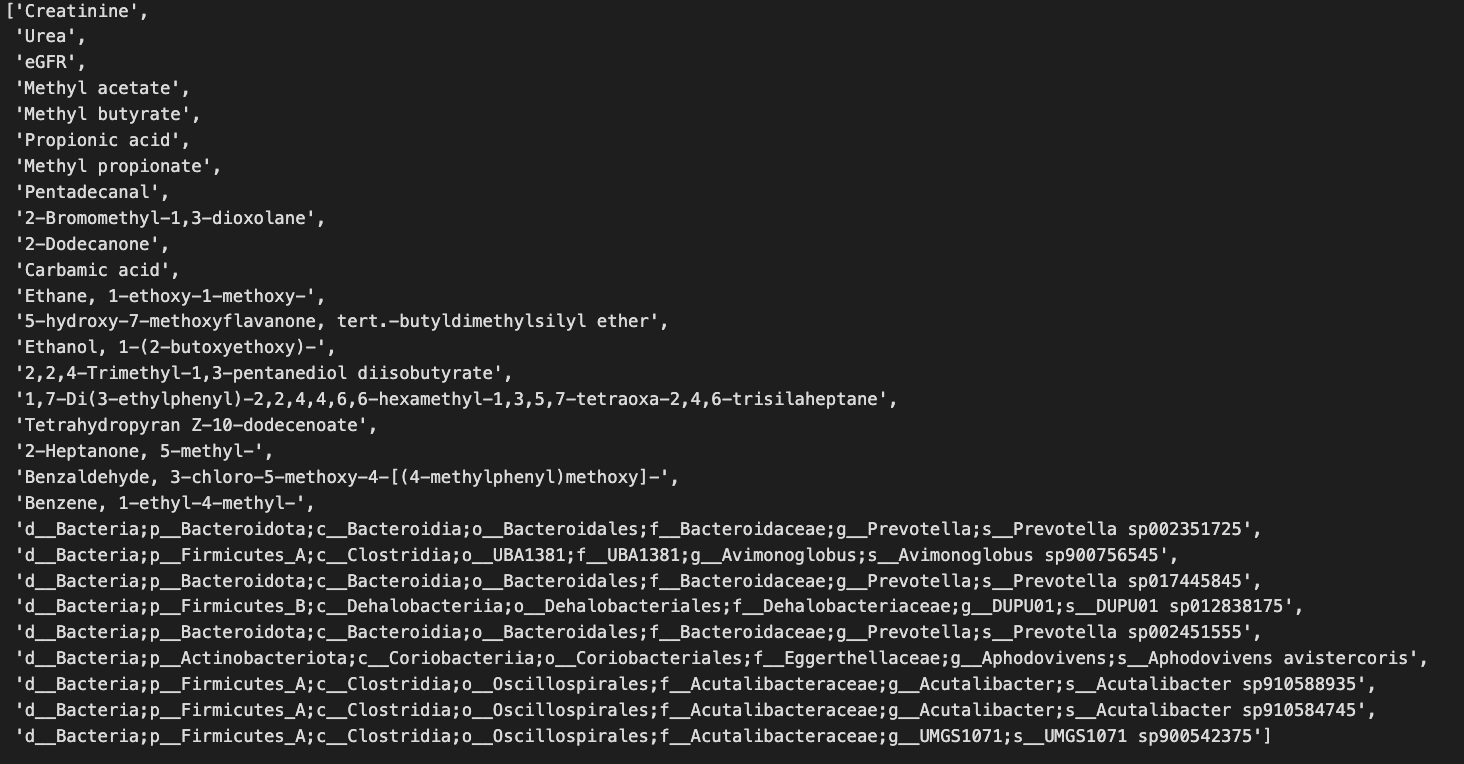 ['Creatinine',
'Urea',
'eGFR',
'Methyl acetate',
'Methyl butyrate',
'Propionic acid',
'Methyl propionate',
'Pentadecanal',
'2-Bromomethyl-1,3-dioxolane',
'2-Dodecanone',
'Carbamic acid',
'Ethane, 1-ethoxy-1-methoxy-',
'5-hydroxy-7-methoxyflavanone, tert.-butyldimethylsilyl ether',
'Ethanol, 1-(2-butoxyethoxy)-',
'2,2,4-Trimethyl-1,3-pentanediol diisobutyrate',
'1,7-Di(3-ethylphenyl)-2,2,4,4,6,6-hexamethyl-1,3,5,7-tetraoxa-2,4,6-trisilaheptane',
'Tetrahydropyran Z-10-dodecenoate',
'2-Heptanone, 5-methyl-',
'Benzaldehyde, 3-chloro-5-methoxy-4-[(4-methylphenyl)methoxy]-',
'Benzene, 1-ethyl-4-methyl-',
'd__Bacteria;p__Bacteroidota;c__Bacteroidia;o__Bacteroidales;f__Bacteroidaceae;g__Prevotella;s__Prevotella sp002351725',
'd__Bacteria;p__Firmicutes_A;c__Clostridia;o__UBA1381;f__UBA1381;g__Avimonoglobus;s__Avimonoglobus sp900756545',
'd__Bacteria;p__Bacteroidota;c__Bacteroidia;o__Bacteroidales;f__Bacteroidaceae;g__Prevotella;s__Prevotella sp017445845',
'd__Bacteria;p__Firmicutes_B;c__Dehalobacteriia;o__Dehalobacteriales;f__Dehalobacteriaceae;g__DUPU01;s__DUPU01 sp012838175',
'd__Bacteria;p__Bacteroidota;c__Bacteroidia;o__Bacteroidales;f__Bacteroidaceae;g__Prevotella;s__Prevotella sp002451555',
'd__Bacteria;p__Actinobacteriota;c__Coriobacteriia;o__Coriobacteriales;f__Eggerthellaceae;g__Aphodovivens;s__Aphodovivens avistercoris',
'd__Bacteria;p__Firmicutes_A;c__Clostridia;o__Oscillospirales;f__Acutalibacteraceae;g__Acutalibacter;s__Acutalibacter sp910588935',
'd__Bacteria;p__Firmicutes_A;c__Clostridia;o__Oscillospirales;f__Acutalibacteraceae;g__Acutalibacter;s__Acutalibacter sp910584745',
'd__Bacteria;p__Firmicutes_A;c__Clostridia;o__Oscillospirales;f__Acutalibacteraceae;g__UMGS1071;s__UMGS1071 sp900542375']